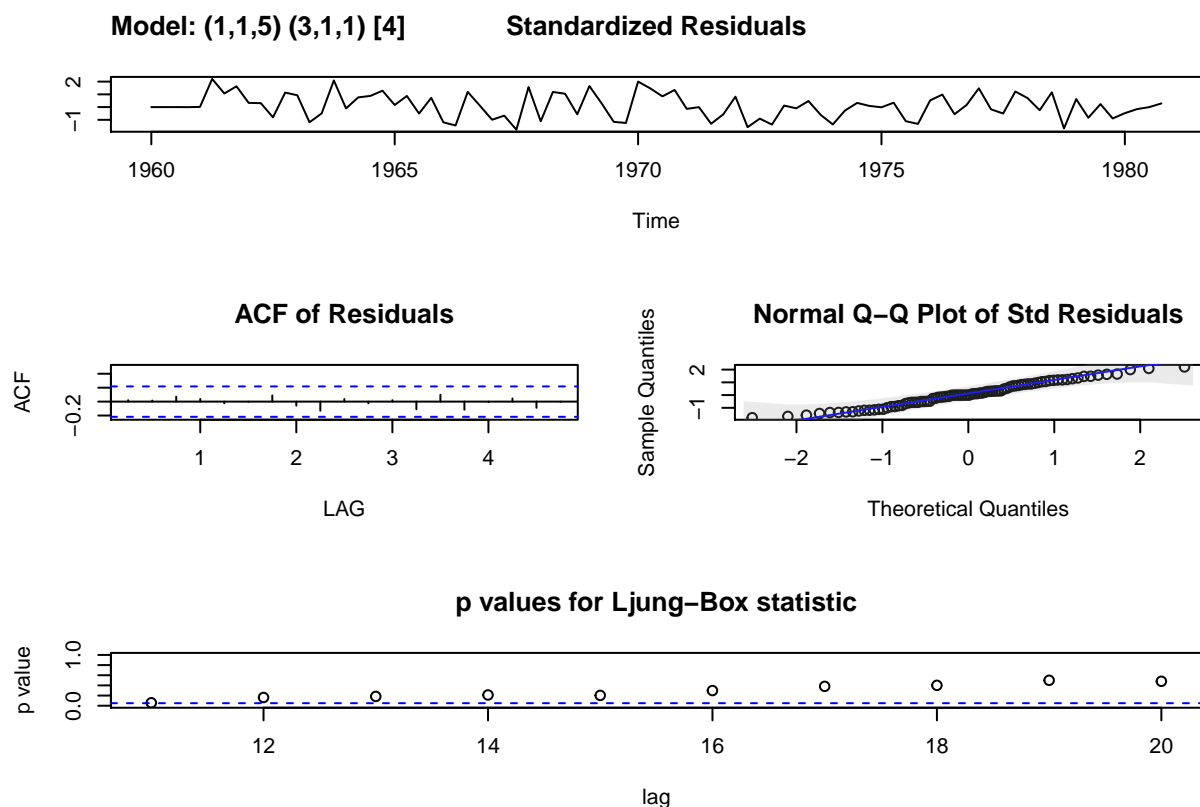 Model: (1,1,5) (3,1,1) [4] Standardized Residuals
2
−1
1960 1965 1970 1975 1980
Time
ACF of Residuals
ACF
−0.2
1 2 3 4
LAG
Normal Q−Q Plot of Std Residuals
Sample Quantiles
2
−1
−2 −1 0 1 2
Theoretical Quantiles
p values for Ljung−Box statistic
p value
1.0
0.0
12 14 16 18 20
lag